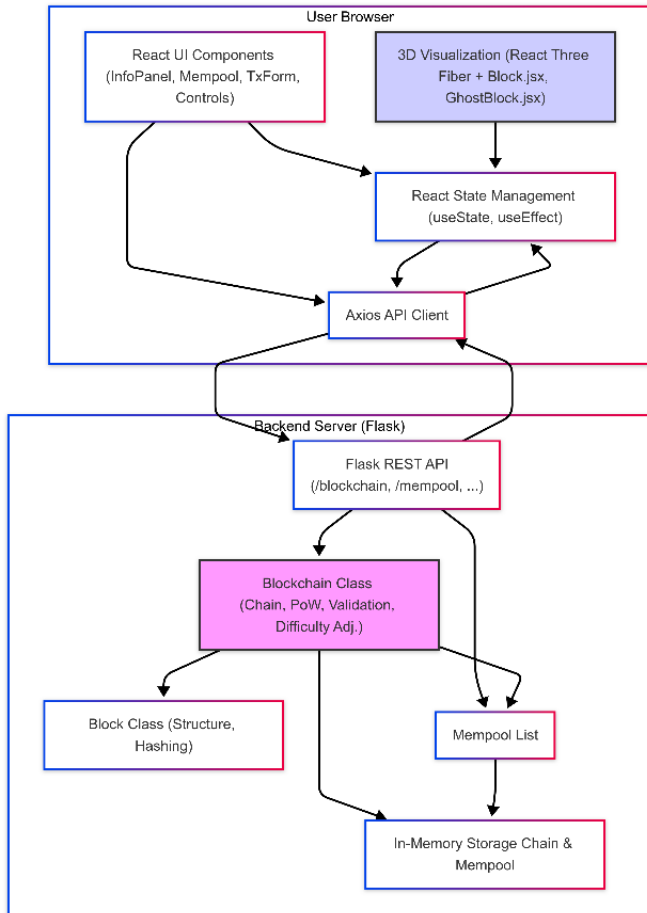 User Browser
React UI Components
(InfoPanel, Mempool, TxForm,
Controls)
3D Visualization (React Three
Fiber + Block.jsx,
GhostBlock.jsx)
React State Management
(useState, useEffect)
Axios API Client
Backend Server (Flask)
Flask REST API
(/blockchain, /mempool, ...)
Blockchain Class
(Chain, PoW, Validation,
Difficulty Adj.)
Block Class (Structure,
Hashing)
Mempool List
In-Memory Storage Chain &
Mempool